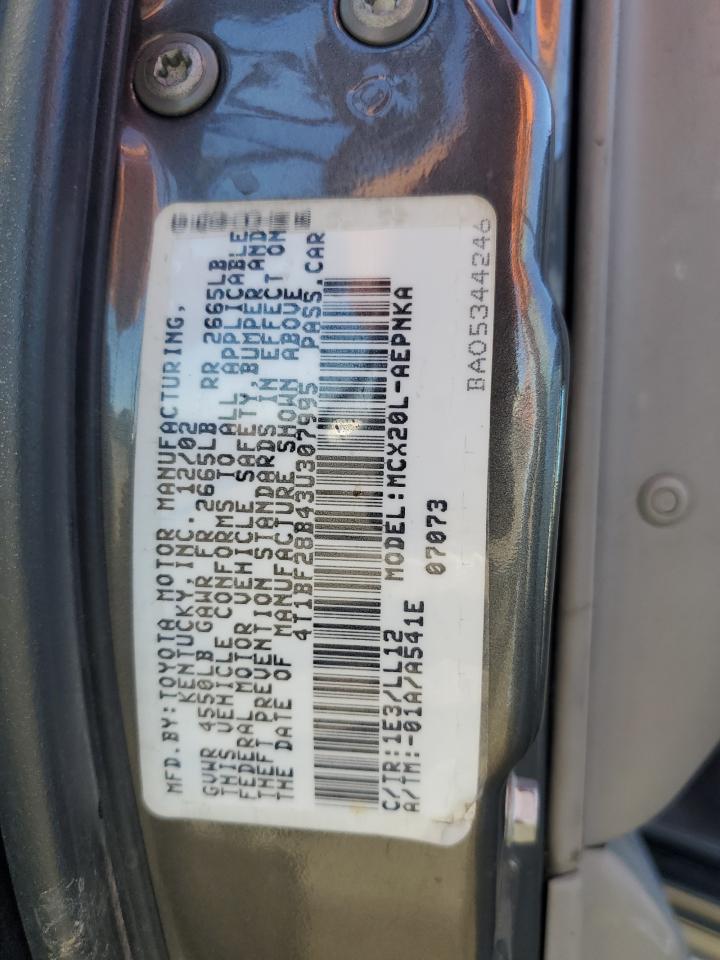 MFD.BY:TOYOTA MOTOR MANUFACTURING,
KENTUCKY,INC. 12/02
GVWR 4550LB GAWR FR 2665LB RR 2665LB
THIS VEHICLE CONFORMS TO ALL APPLICABLE
FEDERAL MOTOR VEHICLE SAFETY,BUMPER AND
THEFT PREVENTION STANDARDS IN EFFECT ON
THE DATE OF MANUFACTURE SHOWN ABOVE
4T1BF28B43U307995 PASS.CAR
C/TR:1E3/LL12 MODEL:MCX20L-AEPNKA
A/TM:-01A/A541E 07073
BA05344246